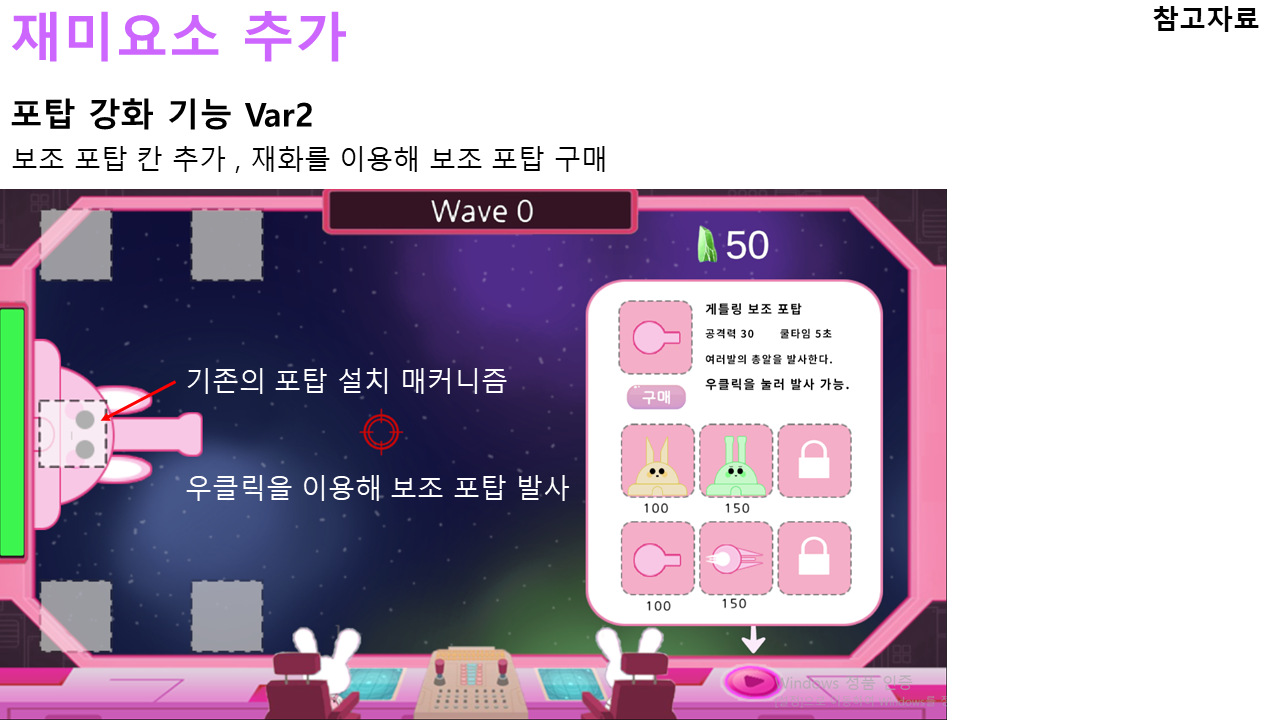 재미요소 추가
참고자료
포탑 강화 기능 Var2
보조 포탑 칸 추가 , 재화를 이용해 보조 포탑 구매
Wave 0
50
게틀링 보조 포탑
공격력 30 쿨타임 5초
여러발의 총알을 발사한다.
우클릭을 눌러 발사 가능.
구매
기존의 포탑 설치 매커니즘
우클릭을 이용해 보조 포탑 발사
100 150
100 150
Windows 정품 인증